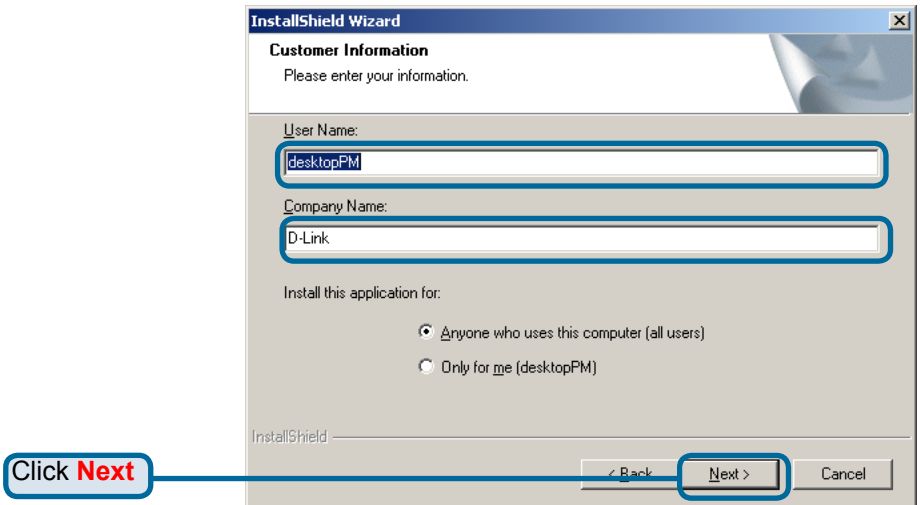 InstallShield Wizard
Customer Information
Please enter your information.
User Name:
desktopPM
Company Name:
D-Link
Install this application for:
Anyone who uses this computer (all users)
Only for me (desktopPM)
InstallShield
Click Next
< Back Next > Cancel